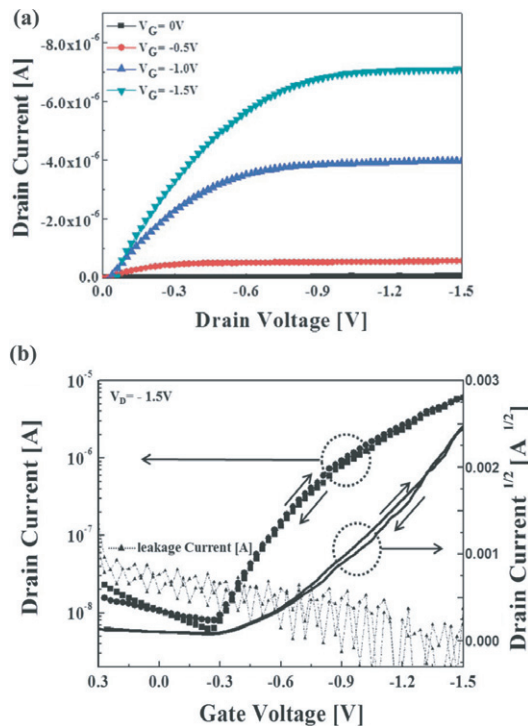 (a)
V_G= 0V
V_G= -0.5V
V_G= -1.0V
V_G= -1.5V
-8.0x10⁻⁶
-6.0x10⁻⁶
-4.0x10⁻⁶
-2.0x10⁻⁶
0.0
Drain Current [A]
0.0 -0.3 -0.6 -0.9 -1.2 -1.5
Drain Voltage [V]
(b)
V_D= - 1.5V
10⁻⁵
10⁻⁶
10⁻⁷
10⁻⁸
Drain Current [A]
leakage Current [A]
0.003
0.002
0.001
0.000
Drain Current ^1/2 [A ^1/2]
0.3 0.0 -0.3 -0.6 -0.9 -1.2 -1.5
Gate Voltage [V]